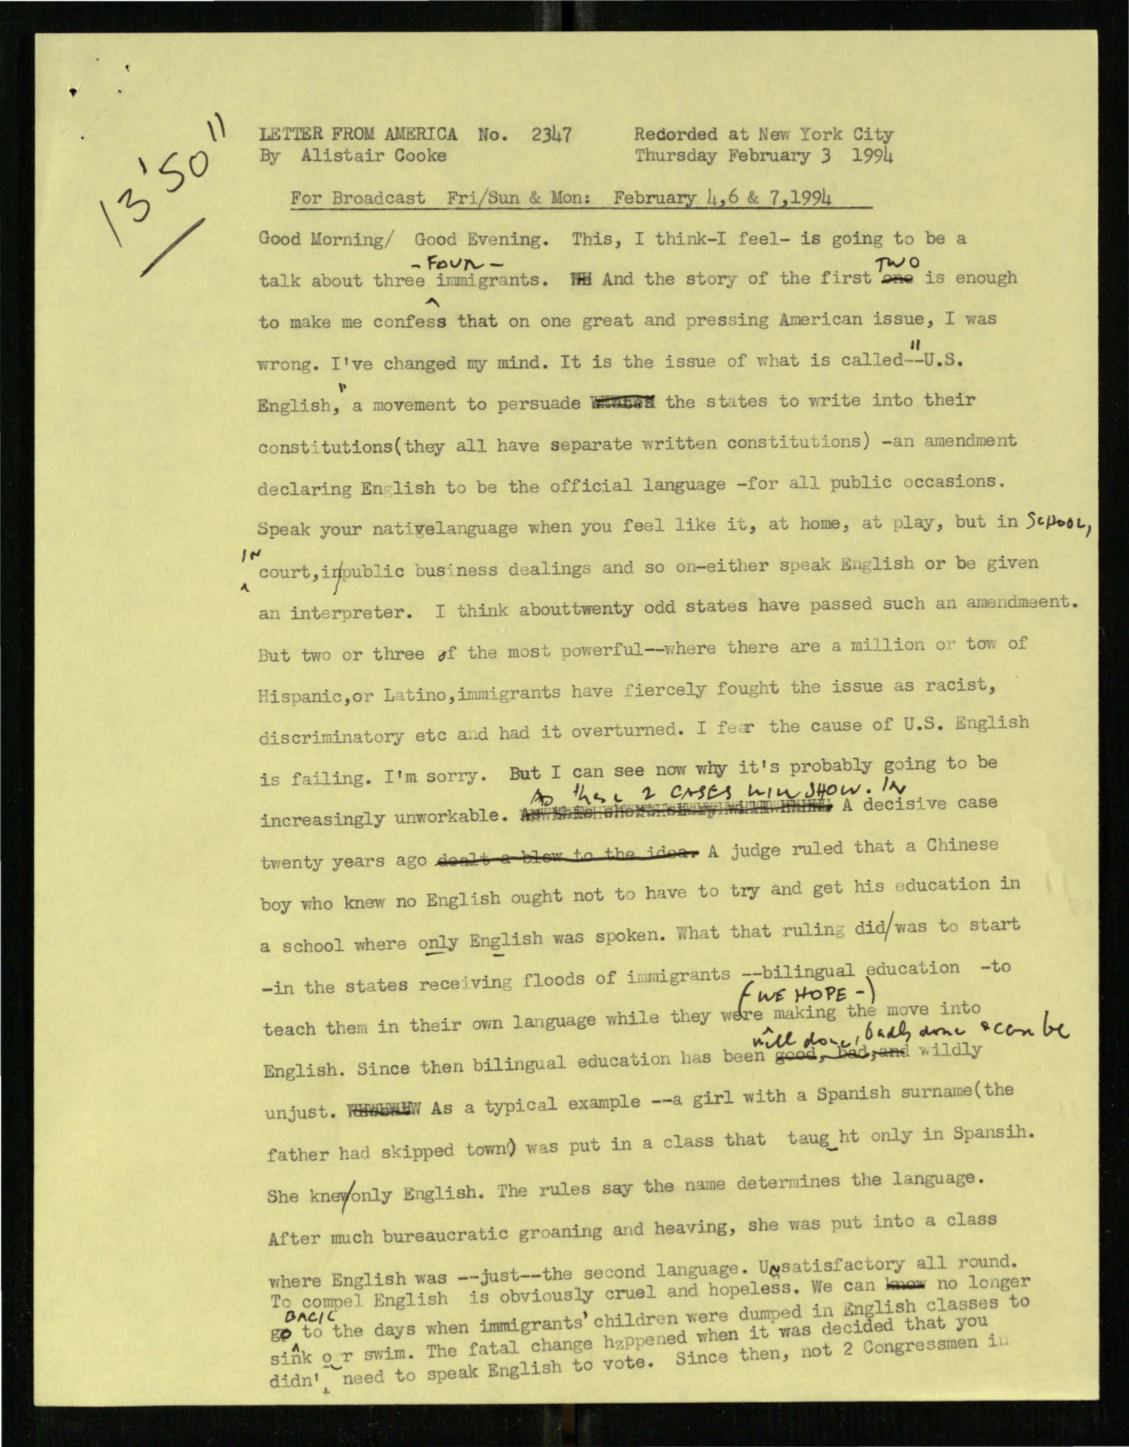 13'50"
LETTER FROM AMERICA No. 2347 Redorded at New York City
By Alistair Cooke Thursday February 3 1994
For Broadcast Fri/Sun & Mon: February 4,6 & 7,1994
Good Morning/ Good Evening. This, I think-I feel- is going to be a
- FOUR -
talk about three immigrants. And the story of the first one TWO is enough
to make me confess that on one great and pressing American issue, I was
wrong. I've changed my mind. It is the issue of what is called--"U.S.
English," a movement to persuade the states to write into their
constitutions(they all have separate written constitutions) -an amendment
declaring English to be the official language -for all public occasions.
Speak your nativelanguage when you feel like it, at home, at play, but in SCHOOL,
IN
court,in/public business dealings and so on-either speak English or be given
an interpreter. I think abouttwenty odd states have passed such an amendmeent.
But two or three of the most powerful--where there are a million or tow of
Hispanic,or Latino,immigrants have fiercely fought the issue as racist,
discriminatory etc and had it overturned. I fear the cause of U.S. English
is failing. I'm sorry. But I can see now why it's probably going to be
As these 2 CASES WILL SHOW. IN
increasingly unworkable. A decisive case
twenty years ago dealt a blow to the idea. A judge ruled that a Chinese
boy who knew no English ought not to have to try and get his education in
a school where only English was spoken. What that ruling did/was to start
-in the states receiving floods of immigrants --bilingual education -to
(WE HOPE -)
teach them in their own language while they were making the move into
well done, badly done & can be
English. Since then bilingual education has been good, bad,and wildly
unjust. As a typical example --a girl with a Spanish surname(the
father had skipped town) was put in a class that taught only in Spansih.
She knew/only English. The rules say the name determines the language.
After much bureaucratic groaning and heaving, she was put into a class
where English was --just--the second language. Unsatisfactory all round.
To compel English is obviously cruel and hopeless. We can know no longer
BACK
go to the days when immigrants' children were dumped in English classes to
sink or swim. The fatal change hzppened when it was decided that you
didn't need to speak English to vote. Since then, not 2 Congressmen in